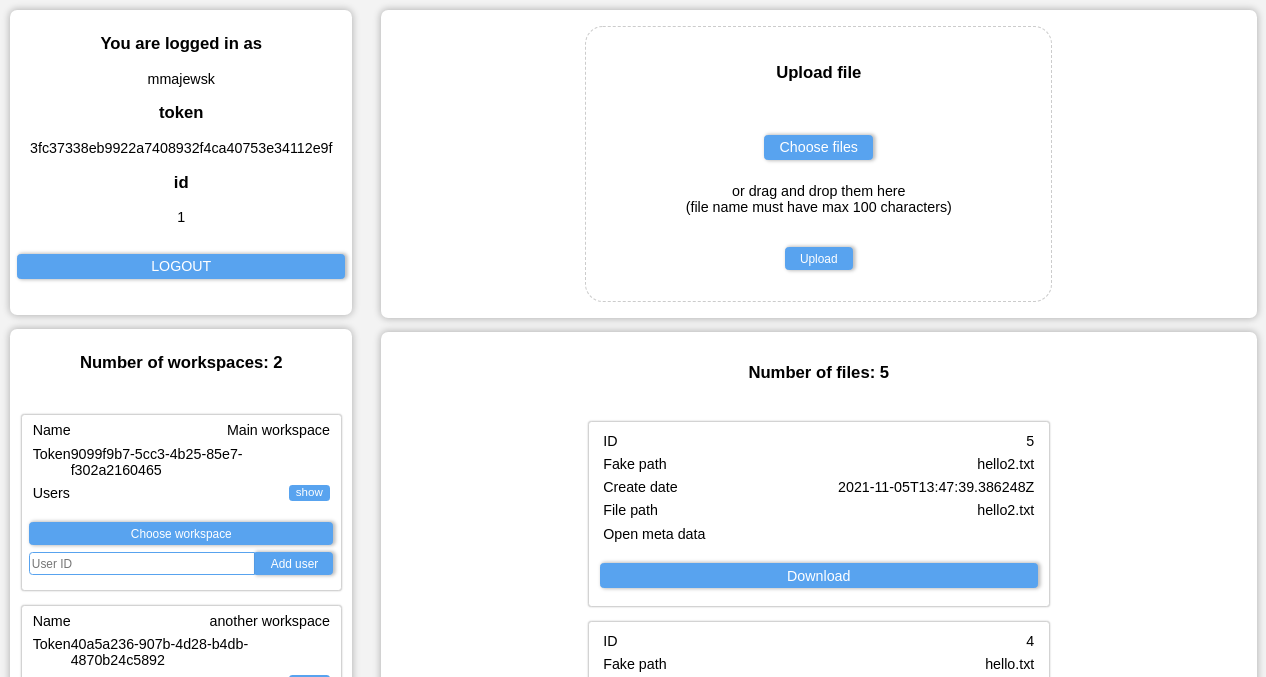 You are logged in as
mmajewsk
token
3fc37338eb9922a7408932f4ca40753e34112e9f
id
1
LOGOUT
Number of workspaces: 2
Name Main workspace
Token 9099f9b7-5cc3-4b25-85e7-
f302a2160465
Users show
Choose workspace
User ID Add user
Name another workspace
Token 40a5a236-907b-4d28-b4db-
4870b24c5892
Upload file
Choose files
or drag and drop them here
(file name must have max 100 characters)
Upload
Number of files: 5
ID 5
Fake path hello2.txt
Create date 2021-11-05T13:47:39.386248Z
File path hello2.txt
Open meta data
Download
ID 4
Fake path hello.txt